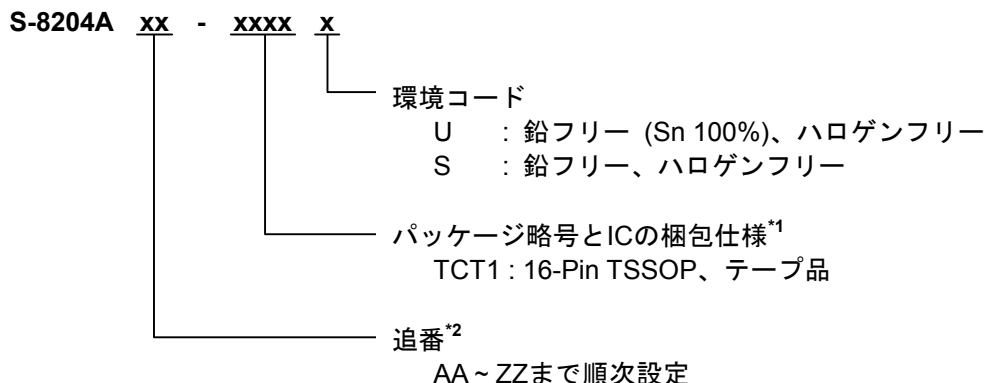 S-8204A xx - xxxx x
環境コード
U : 鉛フリー (Sn 100%)、ハロゲンフリー
S : 鉛フリー、ハロゲンフリー
パッケージ略号とICの梱包仕様*1
TCT1 : 16-Pin TSSOP、テープ品
追番*2
AA ~ ZZまで順次設定